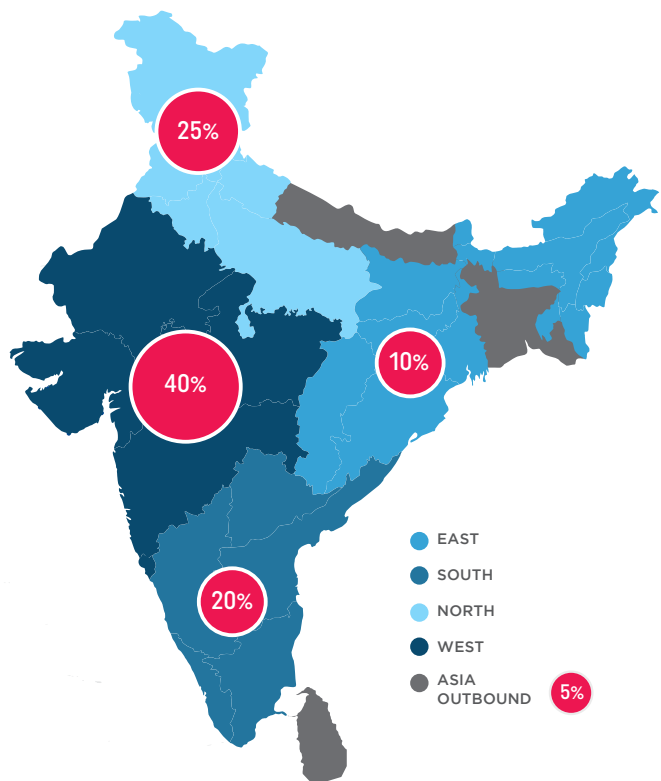 25%
40%
10%
20%
EAST
SOUTH
NORTH
WEST
ASIA
OUTBOUND
5%